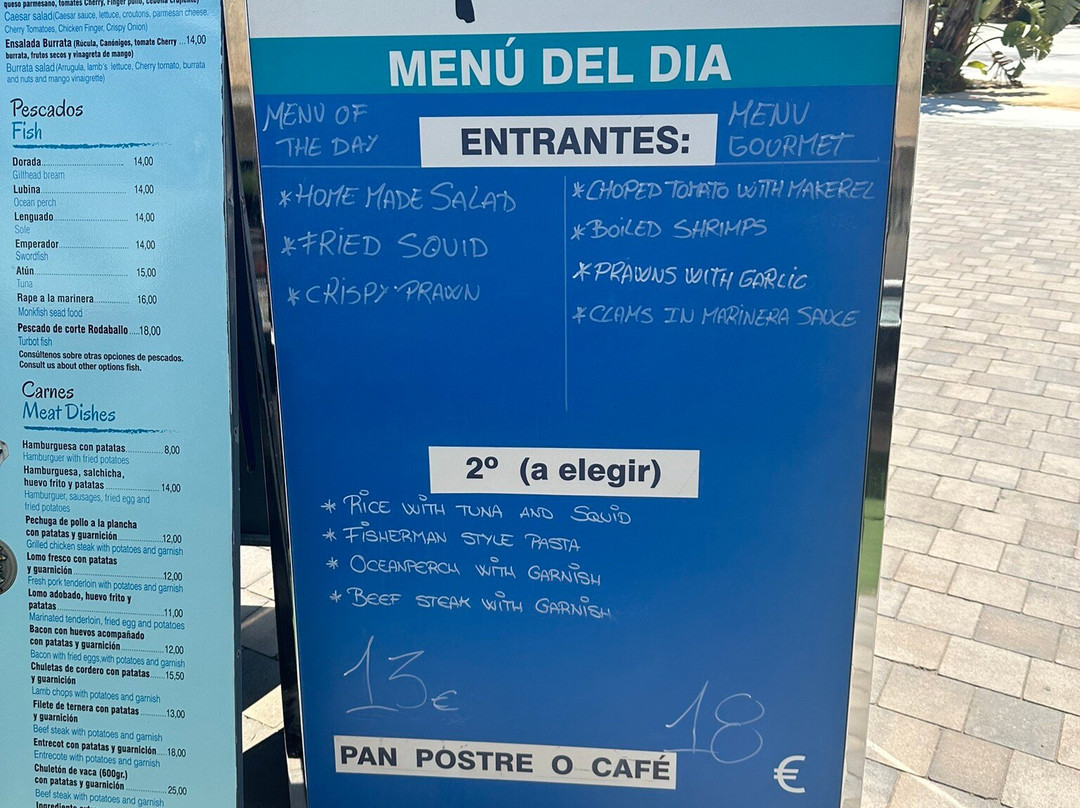 queso parmesano, tomates Cherry, Finger pollo, cebolla crujiente)
Caesar salad(Caesar sauce, lettuce, croutons, parmesan cheese,
Cherry Tomatoes, Chicken Finger, Crispy Onion)
Ensalada Burrata (Rúcula, Canónigos, tomate Cherry ...14,00
burrata, frutos secos y vinagreta de mango)
Burrata salad(Arrugula, lamb's lettuce, Cherry tomato, burrata
and nuts and mango vinaigrette)
Pescados
Fish
Dorada 14,00
Gilthead bream
Lubina 14,00
Ocean perch
Lenguado 14,00
Sole
Emperador 14,00
Swordfish
Atún 15,00
Tuna
Rape a la marinera 16,00
Monkfish sead food
Pescado de corte Rodaballo ....18,00
Turbot fish
Consúltenos sobre otras opciones de pescados.
Consult us about other options fish.
Carnes
Meat Dishes
Hamburguesa con patatas 8,00
Hamburguer with fried potatoes
Hamburguesa, salchicha,
huevo frito y patatas 14,00
Hamburguer, sausages, fried egg and
fried potatoes
Pechuga de pollo a la plancha
con patatas y guarnición 12,00
Grilled chicken steak with potatoes and garnish
Lomo fresco con patatas
y guarnición 12,00
Fresh pork tenderloin with potatoes and garnish
Lomo adobado, huevo frito y
patatas 11,00
Marinated tenderloin, fried egg and potatoes
Bacon con huevos acompañado
con patatas y guarnición 12,00
Bacon with fried eggs,with potatoes and garnish
Chuletas de cordero con patatas 15,50
y guarnición
Lamb chops with potatoes and garnish
Filete de ternera con patatas 13,00
y guarnición
Beef steak with potatoes and garnish
Entrecot con patatas y guarnición 18,00
Entrecote with potatoes and garnish
Chuletón de vaca (600gr.)
con patatas y guarnición 25,00
Beef steak with potatoes and garnish
MENÚ DEL DIA
MENU OF
THE DAY
ENTRANTES:
MENU
GOURMET
*HOME MADE SALAD
*FRIED SQUID
*CRISPY PRAWN
*CHOPED TOMATO WITH MAKEREL
*BOILED SHRIMPS
*PRAWNS WITH GARLIC
*CLAMS IN MARINERA SAUCE
2º (a elegir)
* RICE WITH TUNA AND SQUID
* FISHERMAN STYLE PASTA
* OCEANPERCH WITH GARNISH
* BEEF STEAK WITH GARNISH
13€
18 €
PAN POSTRE O CAFÉ